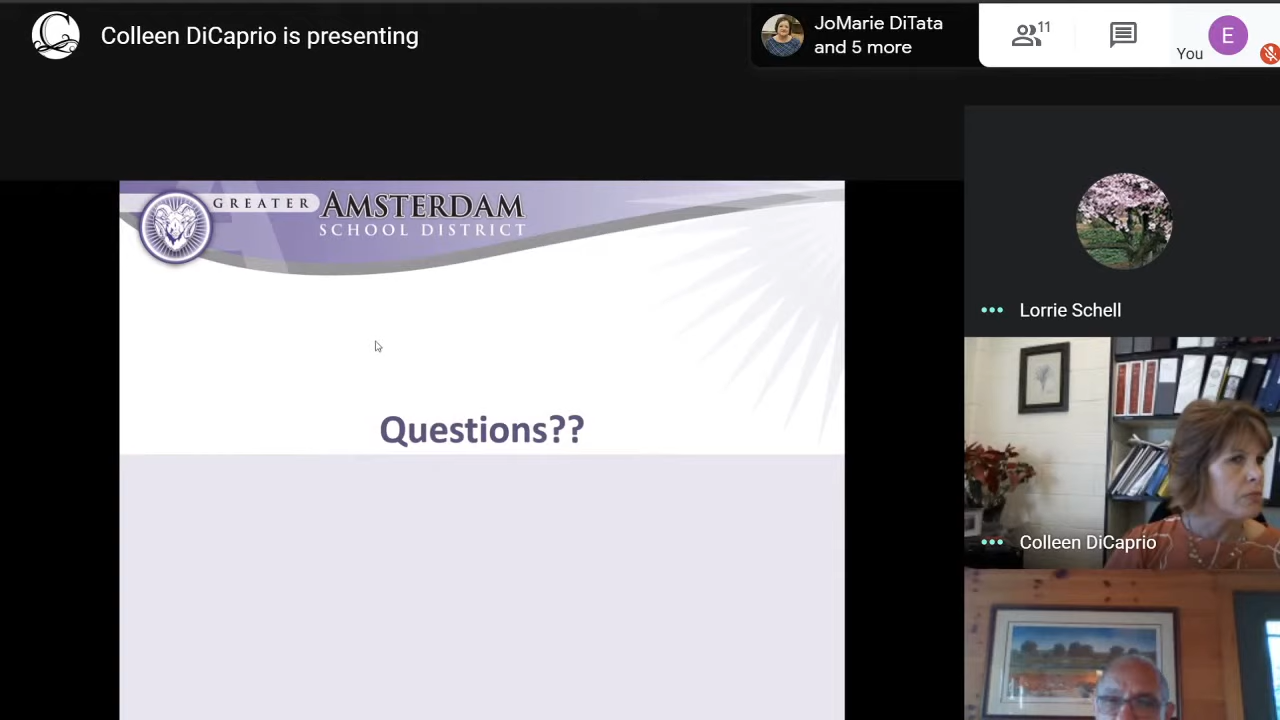 Colleen DiCaprio is presenting
JoMarie DiTata
and 5 more
11
You
E
GREATER AMSTERDAM
SCHOOL DISTRICT
Questions??
Lorrie Schell
Colleen DiCaprio